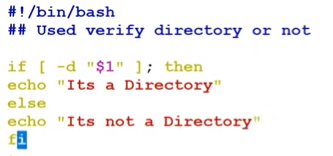 #!/bin/bash
## Used verify directory or not
if [ -d "$1" ]; then
echo "Its a Directory"
else
echo "Its not a Directory"
fi